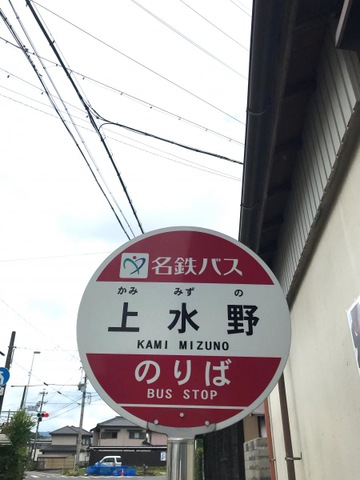 名鉄バス
かみ みず の
上水野
KAMI MIZUNO
のりば
BUS STOP